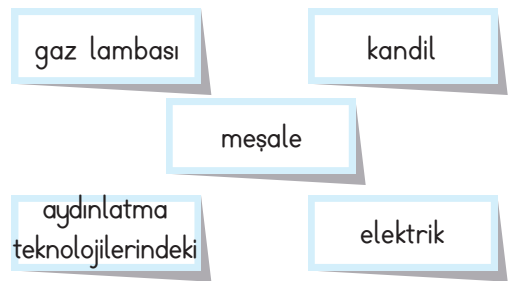 gaz lambası
kandil
meşale
aydınlatma
teknolojilerindeki
elektrik